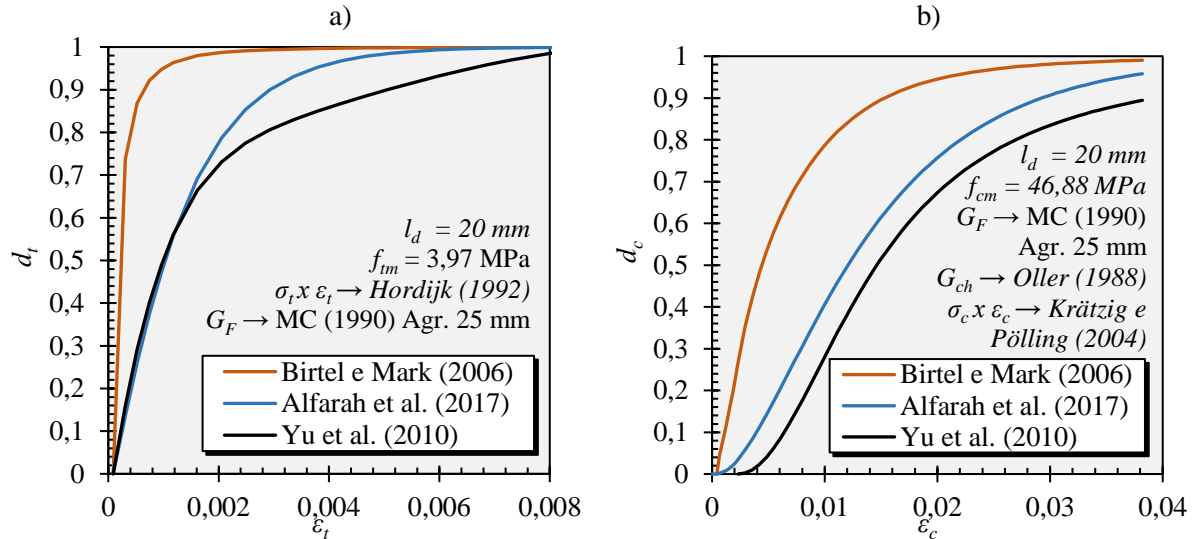 a)
1
0,9
0,8
0,7
0,6
0,5
0,4
0,3
0,2
0,1
0
d_t
l_d = 20 mm
f_tm = 3,97 MPa
σ_t x ε_t → Hordijk (1992)
G_F → MC (1990) Agr. 25 mm
Birtel e Mark (2006)
Alfarah et al. (2017)
Yu et al. (2010)
0 0,002 0,004 0,006 0,008
ε_t
b)
1
0,9
0,8
0,7
0,6
0,5
0,4
0,3
0,2
0,1
0
d_c
l_d = 20 mm
f_cm = 46,88 MPa
G_F → MC (1990)
Agr. 25 mm
G_ch → Oller (1988)
σ_c x ε_c → Krätzig e
Pölling (2004)
Birtel e Mark (2006)
Alfarah et al. (2017)
Yu et al. (2010)
0 0,01 0,02 0,03 0,04
ε_c